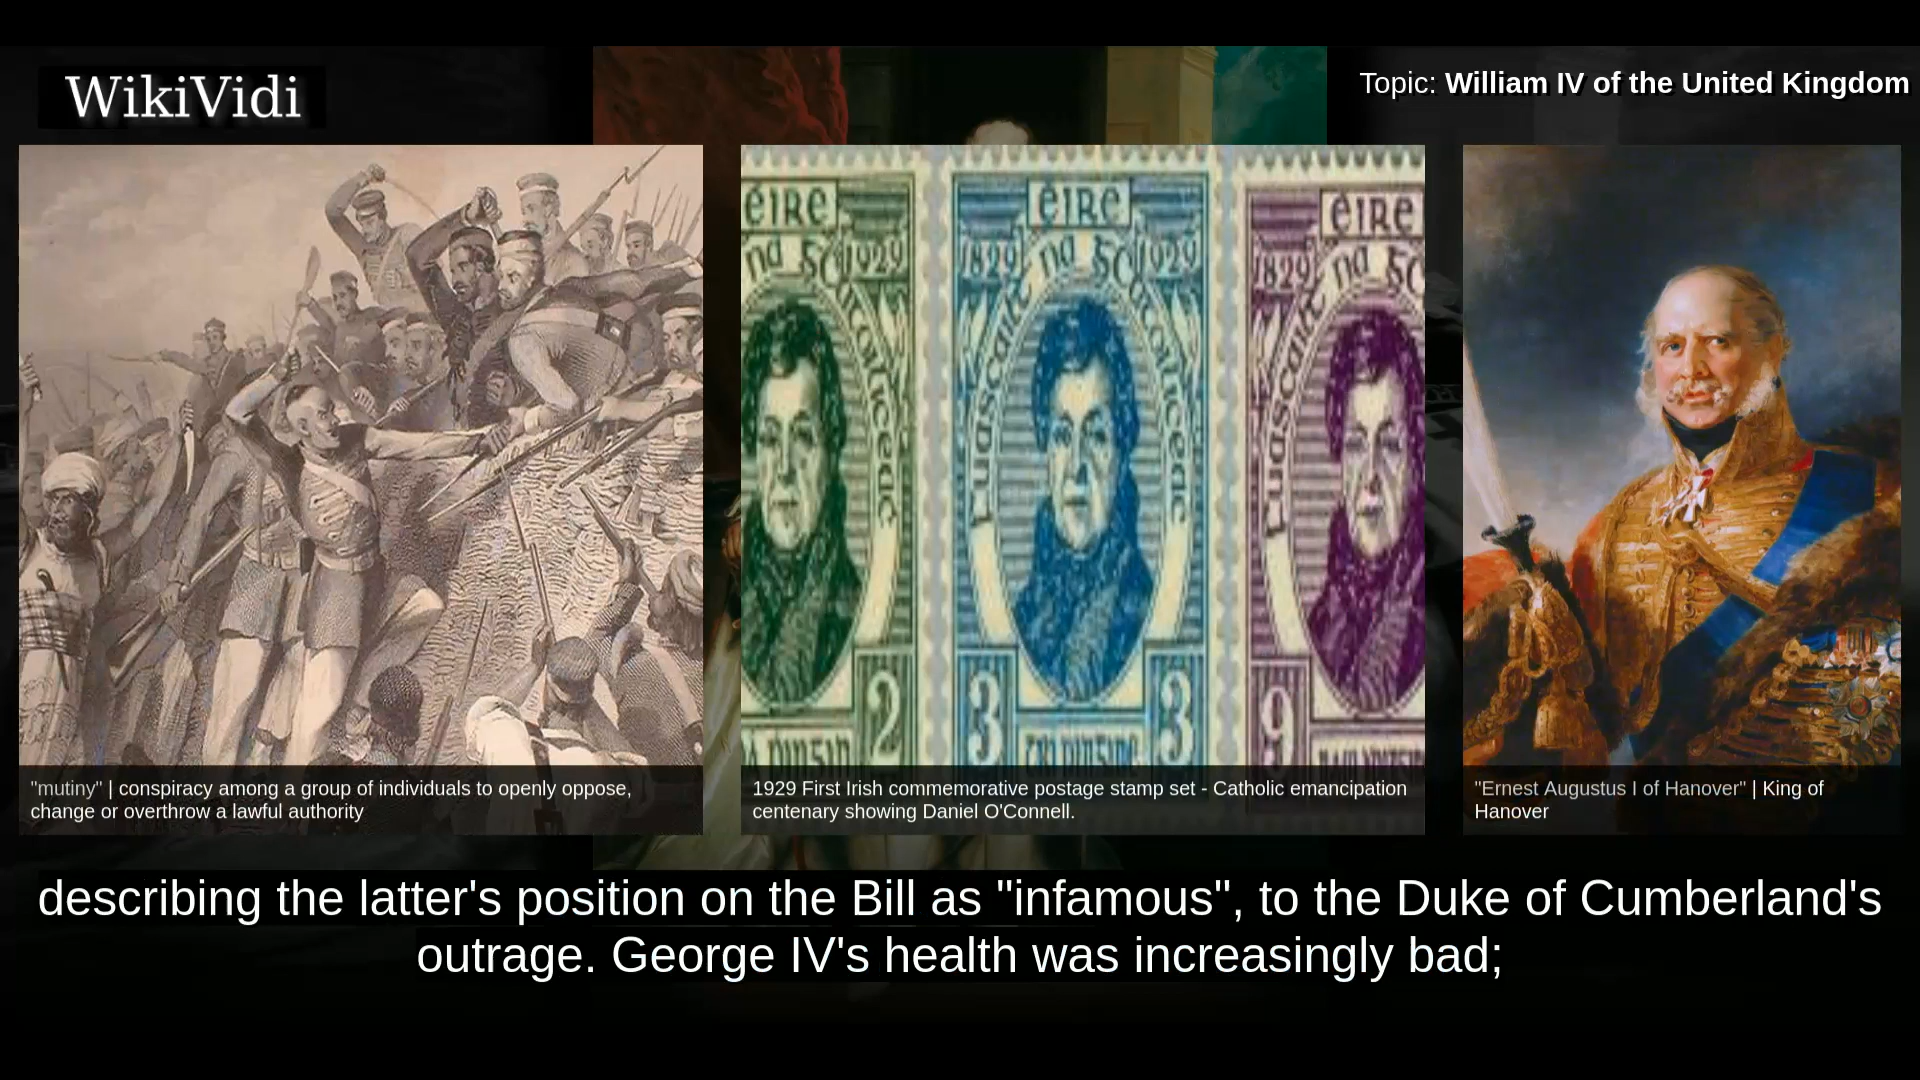 WikiVidi
Topic: William IV of the United Kingdom
éIRe
1929
2
éIRe
1829
1929
3
3
éIRe
1829
9
"mutiny" | conspiracy among a group of individuals to openly oppose,
change or overthrow a lawful authority
1929 First Irish commemorative postage stamp set - Catholic emancipation
centenary showing Daniel O'Connell.
"Ernest Augustus I of Hanover" | King of
Hanover
describing the latter's position on the Bill as "infamous", to the Duke of Cumberland's
outrage. George IV's health was increasingly bad;